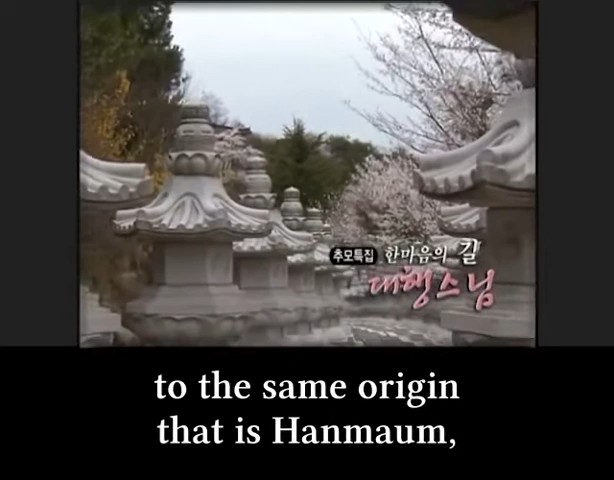 추모특집 한마음의 길
대행스님
to the same origin
that is Hanmaum,